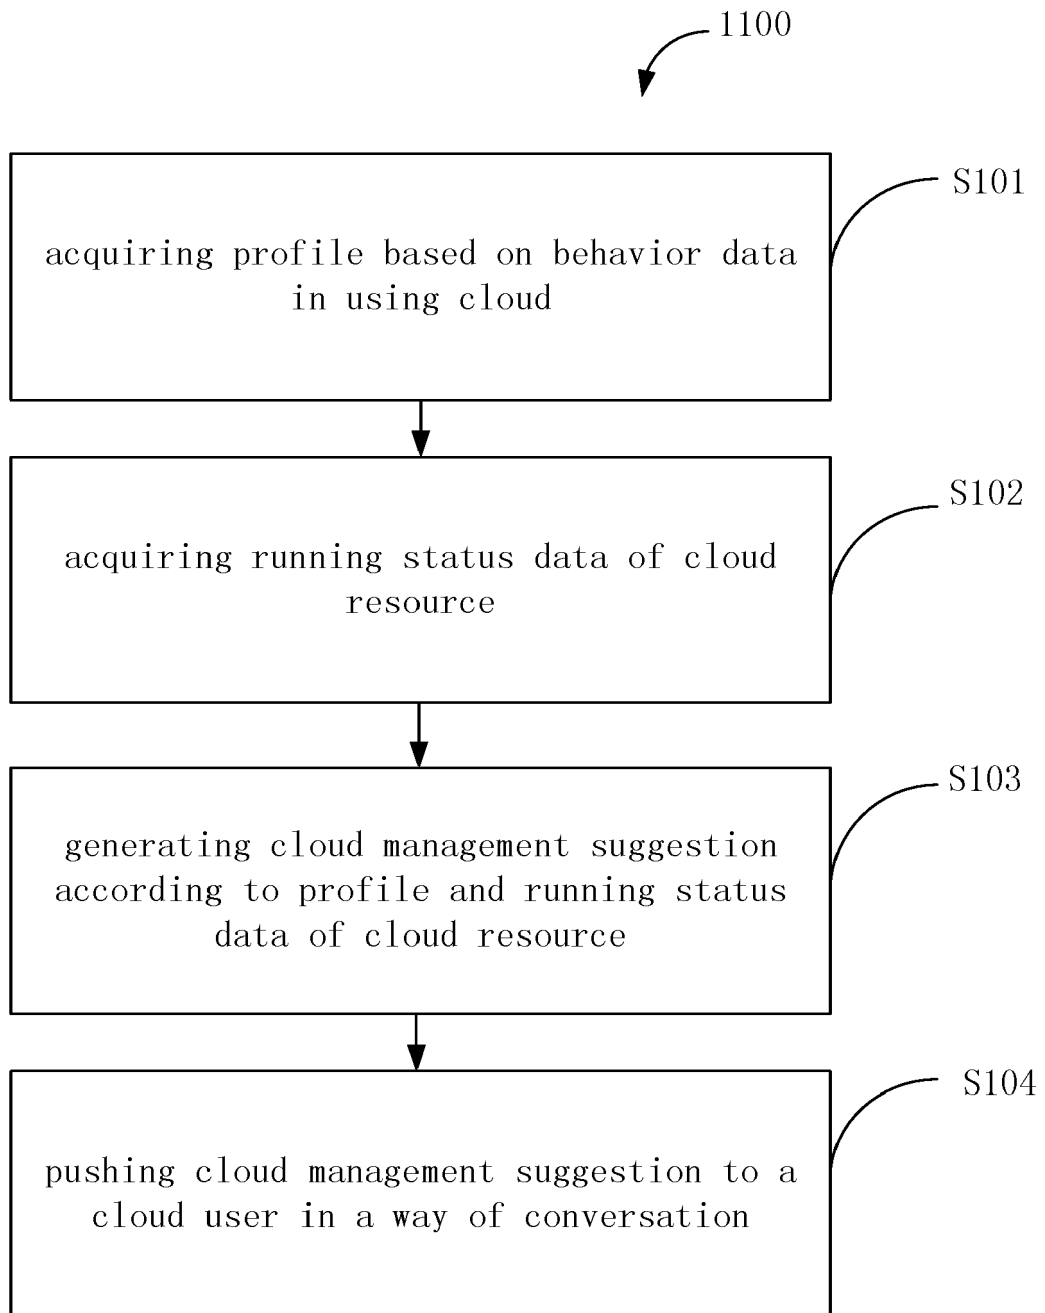 1100
S101
acquiring profile based on behavior data
in using cloud
S102
acquiring running status data of cloud
resource
S103
generating cloud management suggestion
according to profile and running status
data of cloud resource
S104
pushing cloud management suggestion to a
cloud user in a way of conversation